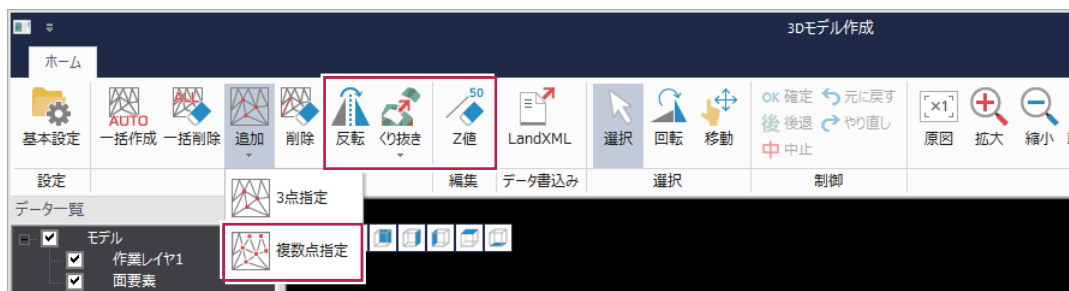 3Dモデル作成
ホーム
基本設定
AUTO
一括作成
ALL
一括削除
追加
削除
反転
くり抜き
50
Z値
LandXML
選択
回転
移動
OK 確定
元に戻す
後 後退
やり直し
中 中止
×1
原図
拡大
縮小
設定
編集
データ書込み
選択
制御
データ一覧
3点指定
複数点指定
モデル
作業レイヤ1
面要素